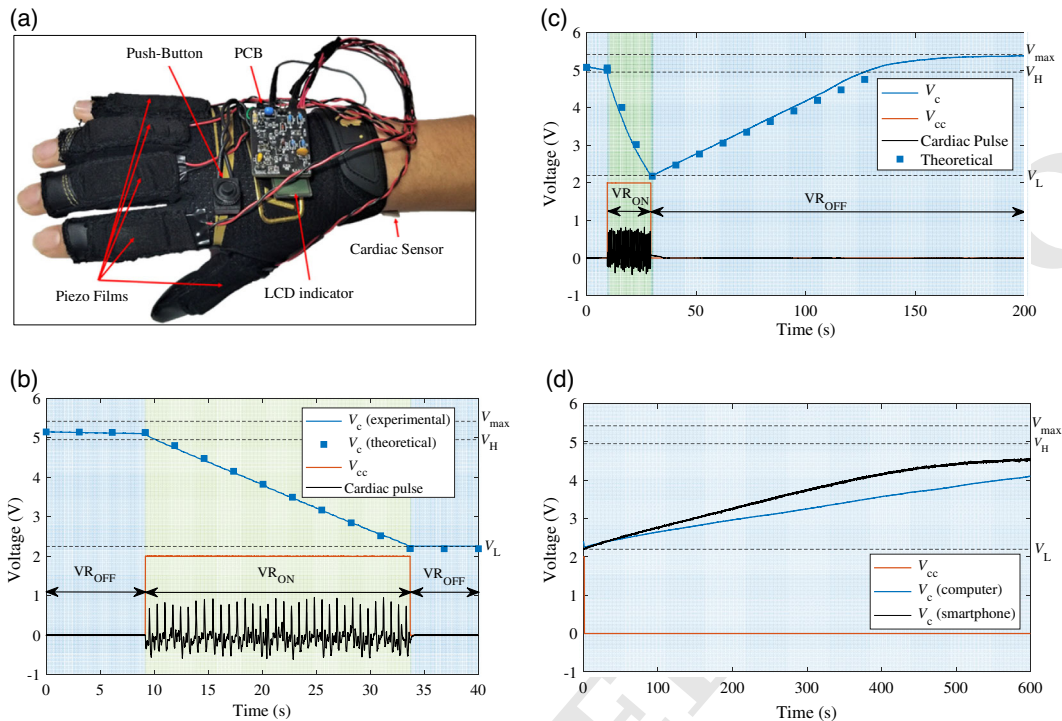 (a)
Push-Button
PCB
Piezo Films
LCD indicator
Cardiac Sensor
(b)
6
5
4
3
2
1
0
-1
Voltage (V)
V_c (experimental)
V_c (theoretical)
V_cc
Cardiac pulse
V_max
V_H
V_L
VR_OFF
VR_ON
VR_OFF
0 5 10 15 20 25 30 35 40
Time (s)
(c)
6
5
4
3
2
1
0
-1
Voltage (V)
V_c
V_cc
Cardiac Pulse
Theoretical
V_max
V_H
V_L
VR_ON
VR_OFF
0 50 100 150 200
Time (s)
(d)
6
5
4
3
2
1
0
-1
Voltage (V)
V_max
V_H
V_L
V_cc
V_c (computer)
V_c (smartphone)
0 100 200 300 400 500 600
Time (s)